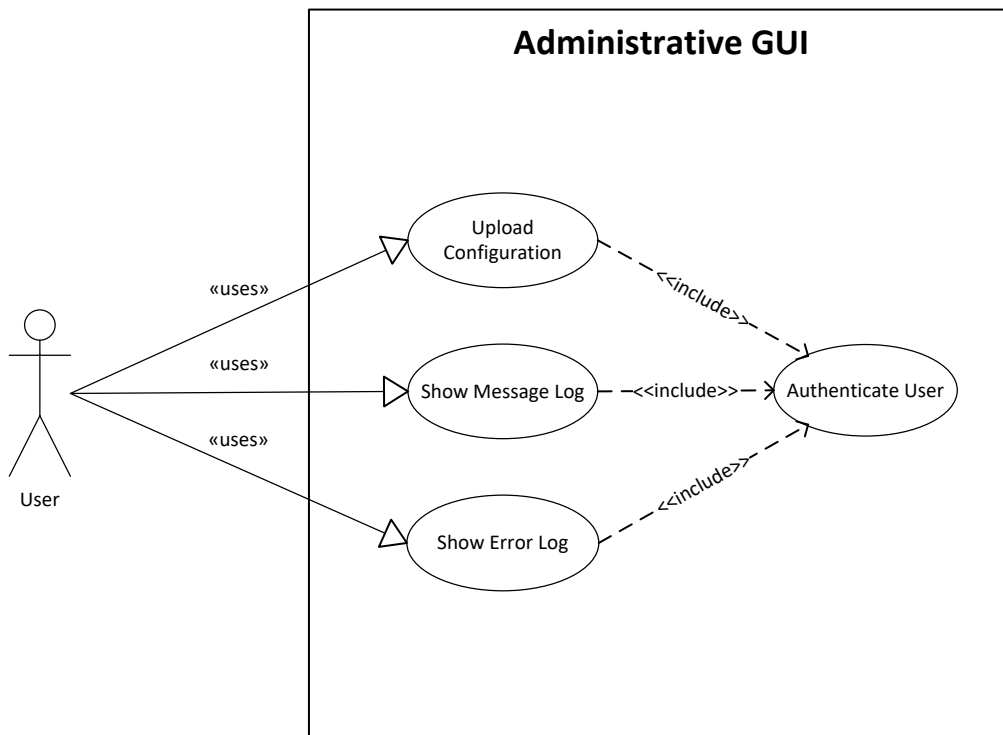 Administrative GUI
Upload
Configuration
«uses»
<<include>>
«uses»
Show Message Log
<<include>>
Authenticate User
«uses»
<<include>>
User
Show Error Log